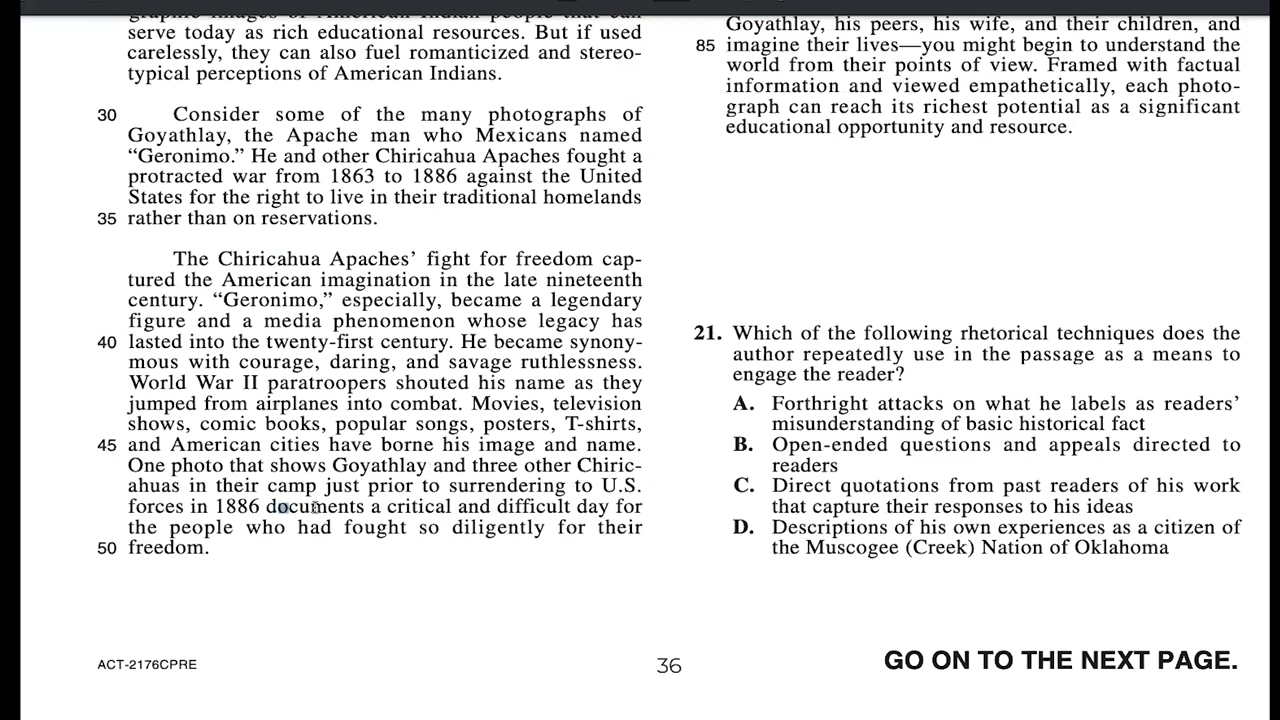 graphic images of American Indian people that can
serve today as rich educational resources. But if used
carelessly, they can also fuel romanticized and stereo-
typical perceptions of American Indians.
30 Consider some of the many photographs of
Goyathlay, the Apache man who Mexicans named
“Geronimo.” He and other Chiricahua Apaches fought a
protracted war from 1863 to 1886 against the United
States for the right to live in their traditional homelands
35 rather than on reservations.
The Chiricahua Apaches’ fight for freedom cap-
tured the American imagination in the late nineteenth
century. “Geronimo,” especially, became a legendary
figure and a media phenomenon whose legacy has
40 lasted into the twenty-first century. He became synony-
mous with courage, daring, and savage ruthlessness.
World War II paratroopers shouted his name as they
jumped from airplanes into combat. Movies, television
shows, comic books, popular songs, posters, T-shirts,
45 and American cities have borne his image and name.
One photo that shows Goyathlay and three other Chiric-
ahuas in their camp just prior to surrendering to U.S.
forces in 1886 documents a critical and difficult day for
the people who had fought so diligently for their
50 freedom.
Goyathlay, his peers, his wife, and their children, and
85 imagine their lives—you might begin to understand the
world from their points of view. Framed with factual
information and viewed empathetically, each photo-
graph can reach its richest potential as a significant
educational opportunity and resource.
21. Which of the following rhetorical techniques does the
author repeatedly use in the passage as a means to
engage the reader?
A. Forthright attacks on what he labels as readers’
misunderstanding of basic historical fact
B. Open-ended questions and appeals directed to
readers
C. Direct quotations from past readers of his work
that capture their responses to his ideas
D. Descriptions of his own experiences as a citizen of
the Muscogee (Creek) Nation of Oklahoma
ACT-2176CPRE
36
GO ON TO THE NEXT PAGE.